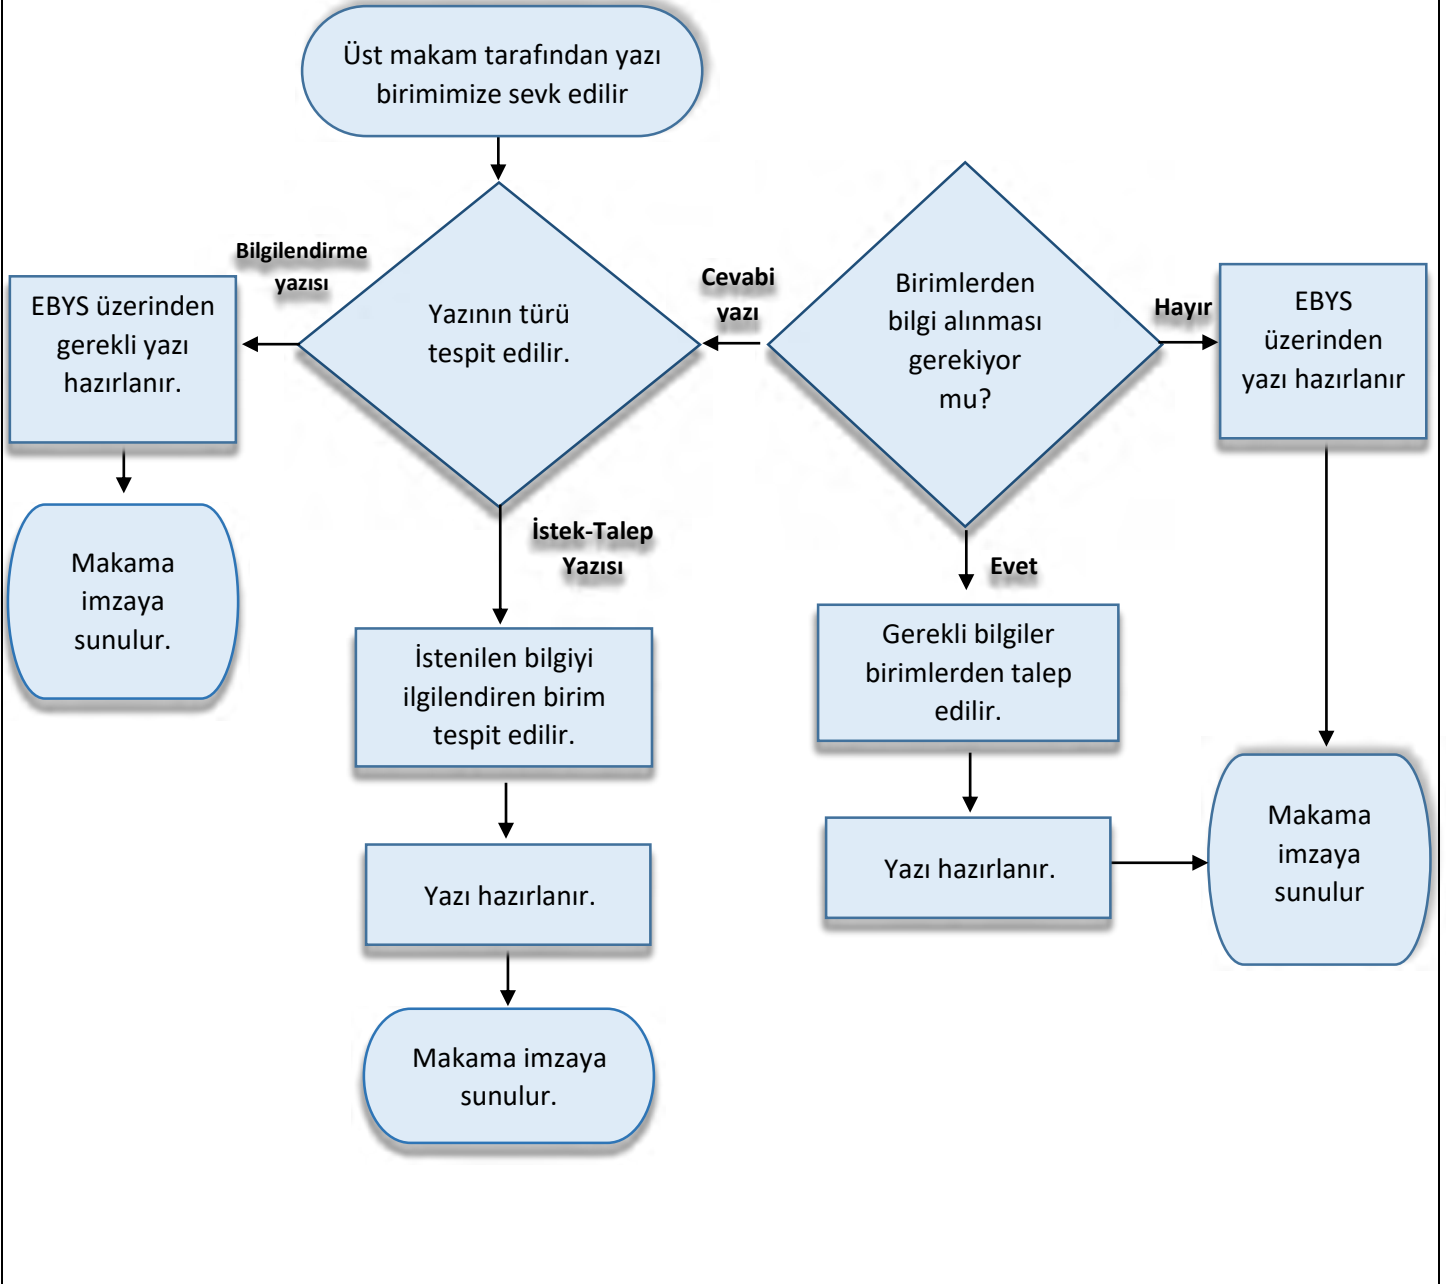 Üst makam tarafından yazı
birimimize sevk edilir
Bilgilendirme
yazısı
EBYS üzerinden
gerekli yazı
hazırlanır.
Yazının türü
tespit edilir.
Cevabi
yazı
Birimlerden
bilgi alınması
gerekiyor
mu?
Hayır
EBYS
üzerinden
yazı hazırlanır
Makama
imzaya
sunulur.
İstek-Talep
Yazısı
Evet
İstenilen bilgiyi
ilgilendiren birim
tespit edilir.
Gerekli bilgiler
birimlerden talep
edilir.
Yazı hazırlanır.
Yazı hazırlanır.
Makama
imzaya
sunulur
Makama imzaya
sunulur.